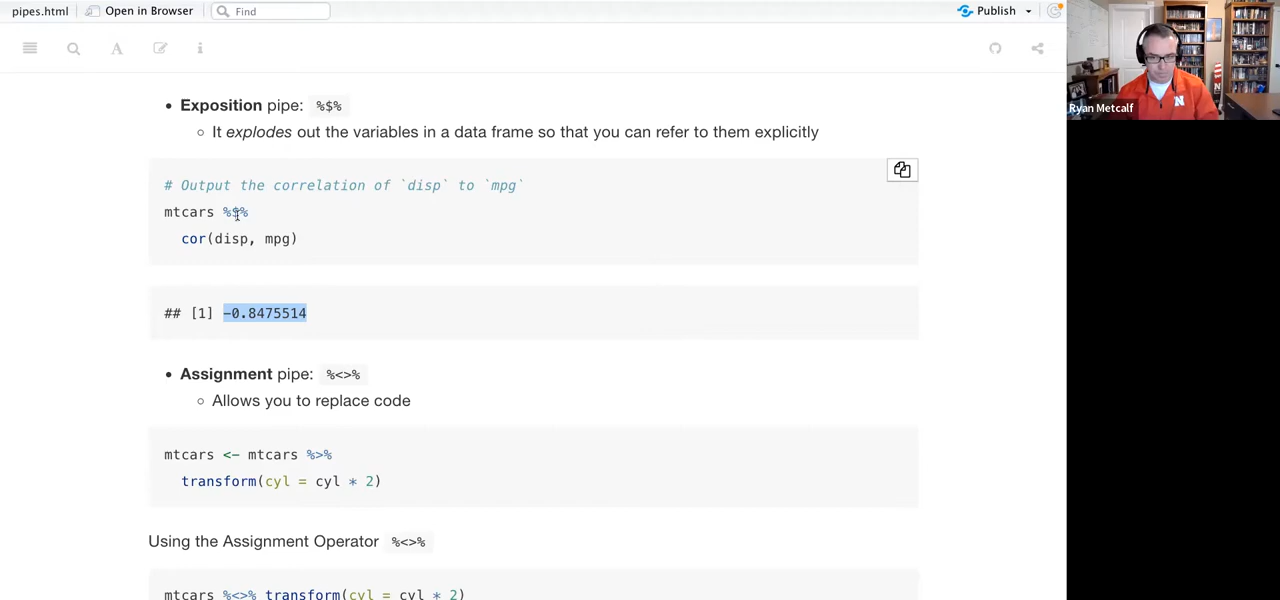 pipes.html Open in Browser Find Publish
Ryan Metcalf
• Exposition pipe: %$%
○ It explodes out the variables in a data frame so that you can refer to them explicitly
# Output the correlation of `disp` to `mpg`
mtcars %$%
cor(disp, mpg)
## [1] -0.8475514
• Assignment pipe: %<>%
○ Allows you to replace code
mtcars <- mtcars %>%
transform(cyl = cyl * 2)
Using the Assignment Operator %<>%
mtcars %<>% transform(cyl = cyl * 2)